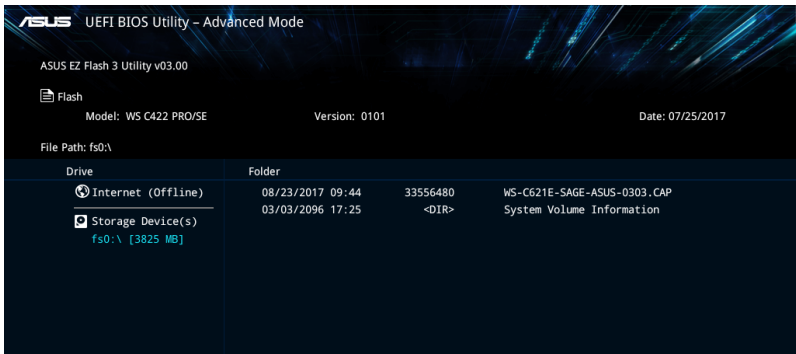 ASUS UEFI BIOS Utility – Advanced Mode
ASUS EZ Flash 3 Utility v03.00
Flash
Model: WS C422 PRO/SE Version: 0101 Date: 07/25/2017
File Path: fs0:\
Drive Folder
Internet (Offline) 08/23/2017 09:44 33556480 WS-C621E-SAGE-ASUS-0303.CAP
03/03/2096 17:25 <DIR> System Volume Information
Storage Device(s)
fs0:\ [3825 MB]